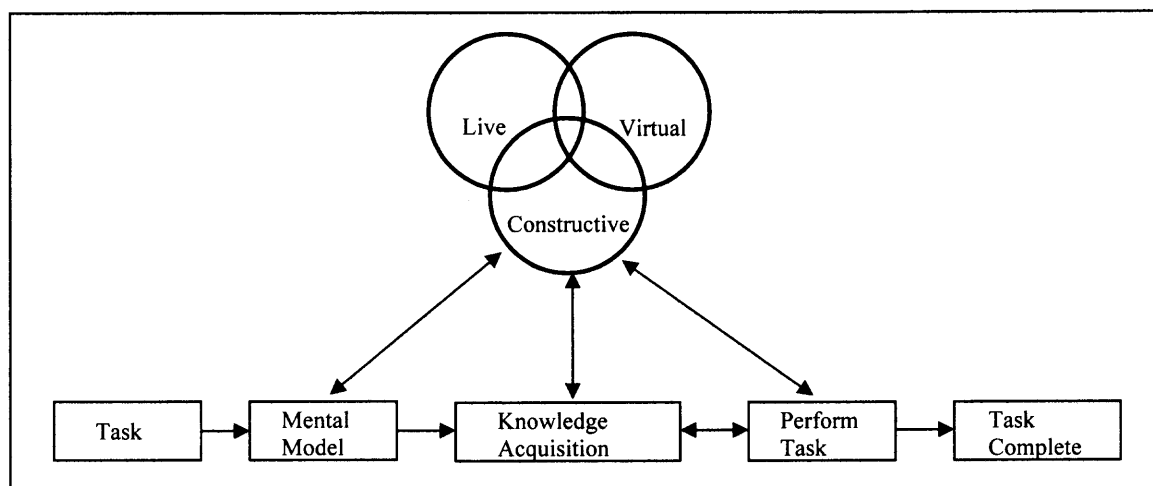 Live
Virtual
Constructive
Task
Mental
Model
Knowledge
Acquisition
Perform
Task
Task
Complete